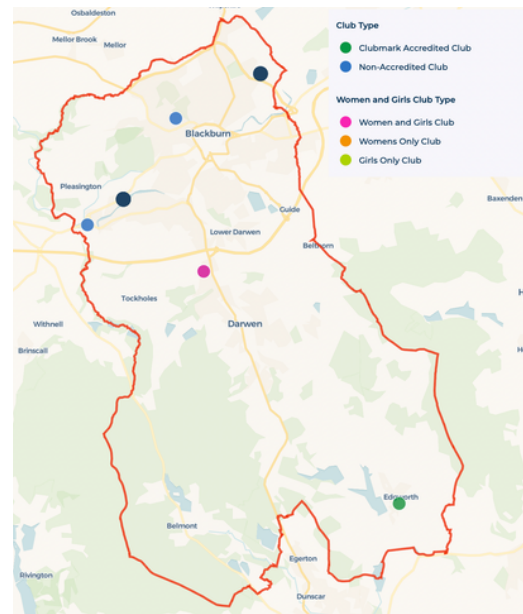 Osbaldeston
Mellor Brook
Mellor
Club Type
Clubmark Accredited Club
Non-Accredited Club
Women and Girls Club Type
Women and Girls Club
Womens Only Club
Girls Only Club
Blackburn
Pleasington
Baxenden
Guide
Lower Darwen
Belthorn
Tockholes
Withnell
Darwen
Brinscall
Edgworth
Belmont
Egerton
Rivington
Dunscar